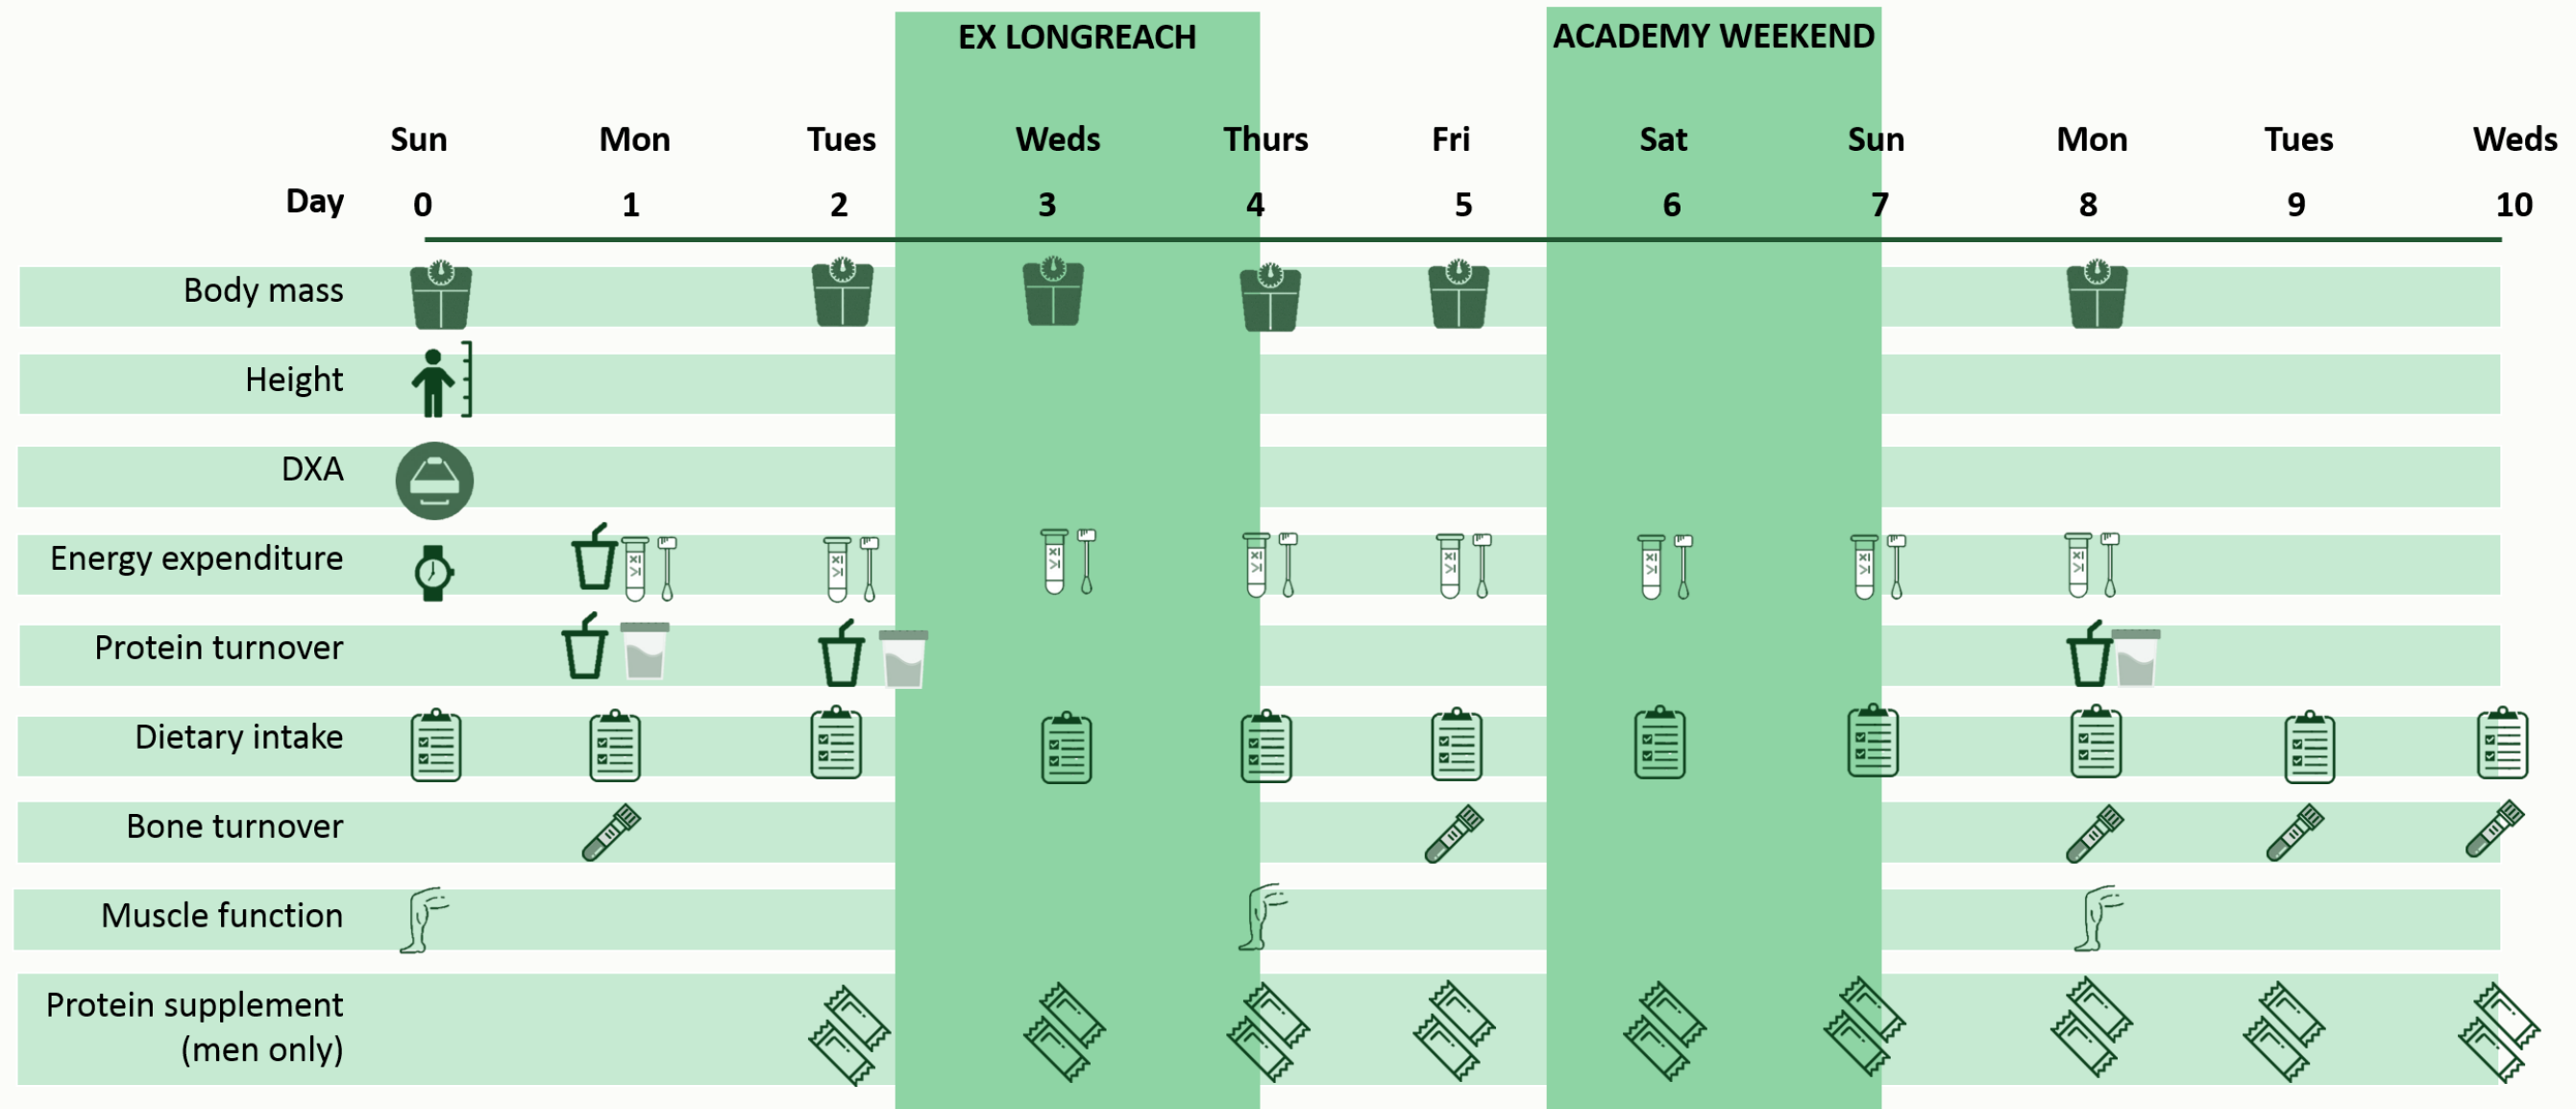 EX LONGREACH
ACADEMY WEEKEND
Sun Mon Tues Weds Thurs Fri Sat Sun Mon Tues Weds
Day 0 1 2 3 4 5 6 7 8 9 10
Body mass
Height
DXA
Energy expenditure
Protein turnover
Dietary intake
Bone turnover
Muscle function
Protein supplement
(men only)